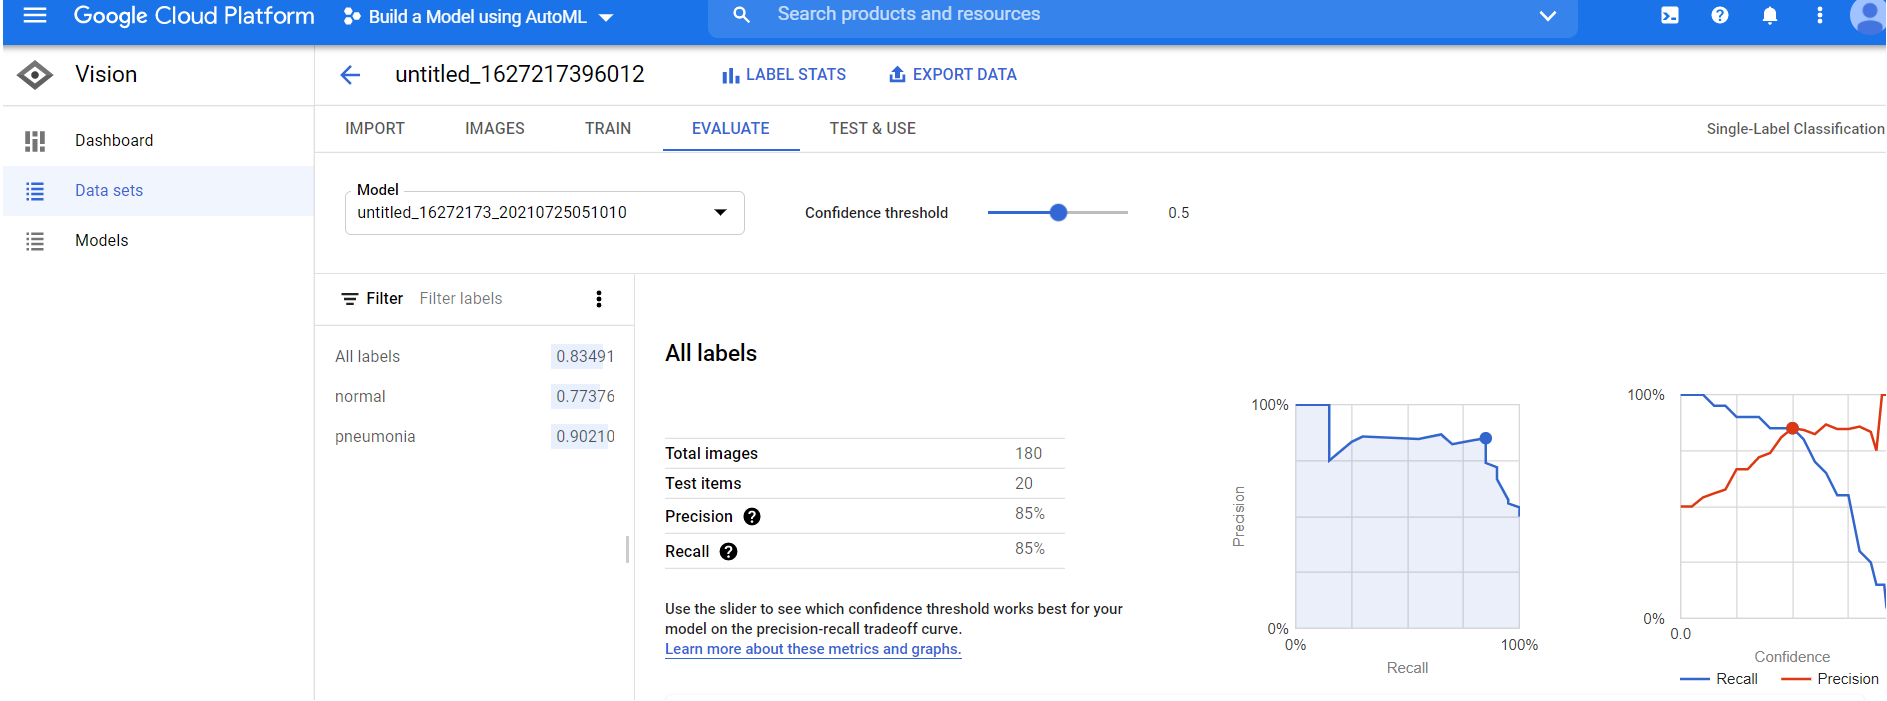 Google Cloud Platform Build a Model using AutoML Search products and resources
Vision
untitled_1627217396012 LABEL STATS EXPORT DATA
Dashboard
Data sets
Models
IMPORT IMAGES TRAIN EVALUATE TEST & USE Single-Label Classification
Model
untitled_16272173_20210725051010
Confidence threshold 0.5
Filter Filter labels
All labels 0.83491
normal 0.77376
pneumonia 0.90210
All labels
Total images 180
Test items 20
Precision ? 85%
Recall ? 85%
Use the slider to see which confidence threshold works best for your
model on the precision-recall tradeoff curve.
Learn more about these metrics and graphs.
100%
Precision
0%
0% 100%
Recall
100%
0%
0.0
Confidence
Recall Precision